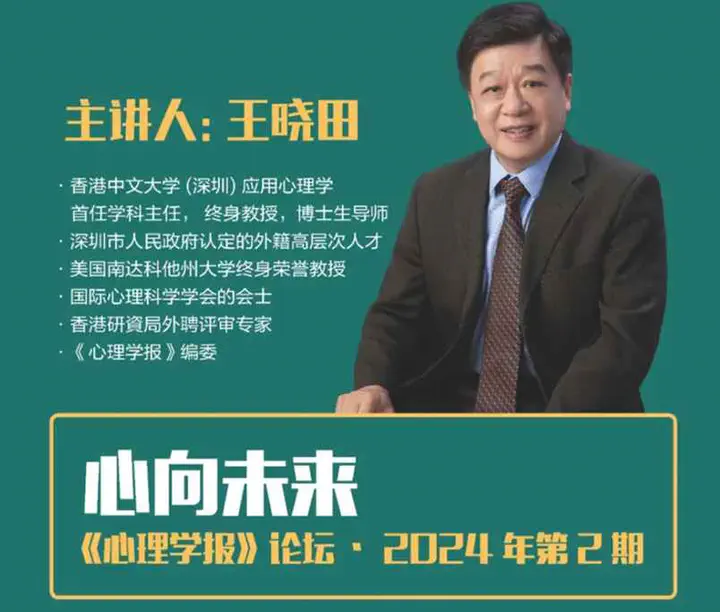 主讲人：王晓田
· 香港中文大学 (深圳) 应用心理学
首任学科主任， 终身教授，博士生导师
· 深圳市人民政府认定的外籍高层次人才
· 美国南达科他州大学终身荣誉教授
· 国际心理科学学会的会士
· 香港研資局外聘评审专家
· 《 心理学报 》编委
心向未来
《心理学报》论坛 · 2024 年第 2 期